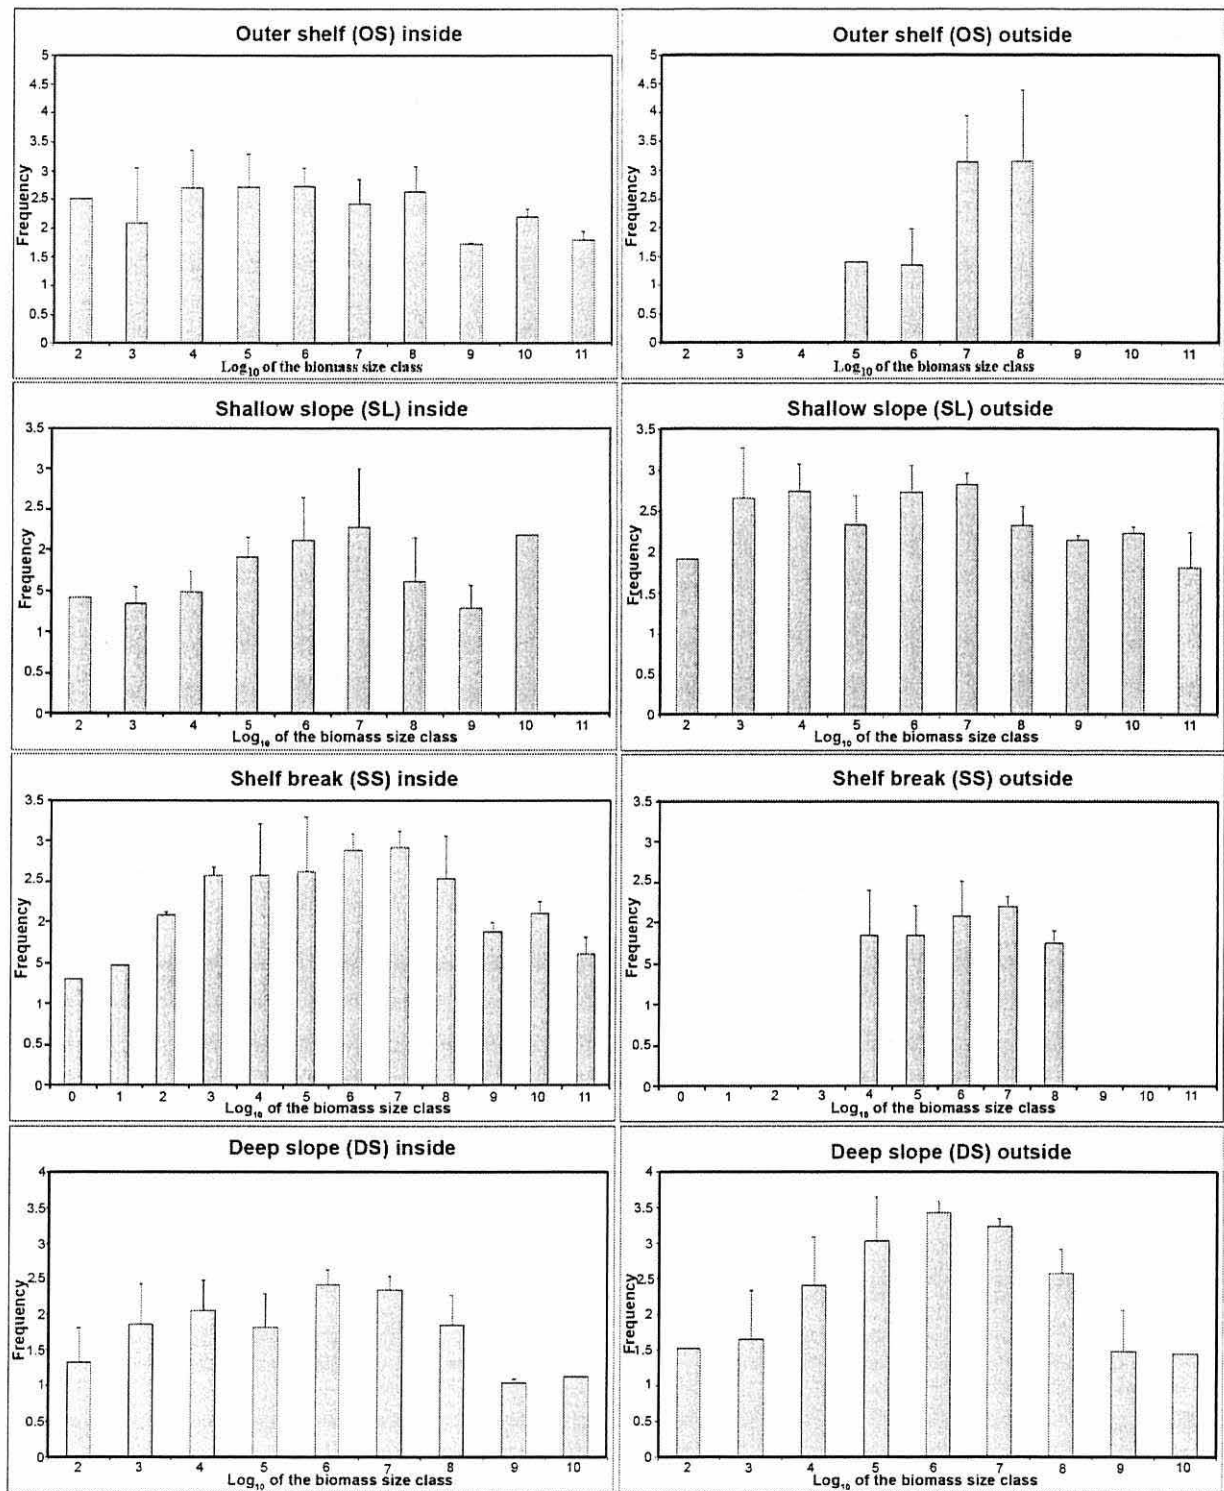 Outer shelf (OS) inside
5
4.5
4
3.5
3
2.5
2
1.5
1
0.5
0
Frequency
2 3 4 5 6 7 8 9 10 11
Log10 of the biomass size class
Outer shelf (OS) outside
5
4.5
4
3.5
3
2.5
2
1.5
1
0.5
0
Frequency
2 3 4 5 6 7 8 9 10 11
Log10 of the biomass size class
Shallow slope (SL) inside
3.5
3
2.5
2
5
1
0.5
0
Frequency
2 3 4 5 6 7 8 9 10 11
Log10 of the biomass size class
Shallow slope (SL) outside
3.5
3
2.5
2
1.5
1
0.5
0
Frequency
2 3 4 5 6 7 8 9 10 11
Log10 of the biomass size class
Shelf break (SS) inside
3.5
3
2.5
2
5
1
0.5
0
Frequency
0 1 2 3 4 5 6 7 8 9 10 11
Log10 of the biomass size class
Shelf break (SS) outside
3.5
3
2.5
2
5
1
0.5
0
Frequency
0 1 2 3 4 5 6 7 8 9 10 11
Log10 of the biomass size class
Deep slope (DS) inside
4
3.5
3
2.5
2
1.5
1
0.5
0
Frequency
2 3 4 5 6 7 8 9 10
Log10 of the biomass size class
Deep slope (DS) outside
4
3.5
3
2.5
2
1.5
1
0.5
0
Frequency
2 3 4 5 6 7 8 9 10
Log10 of the biomass size class